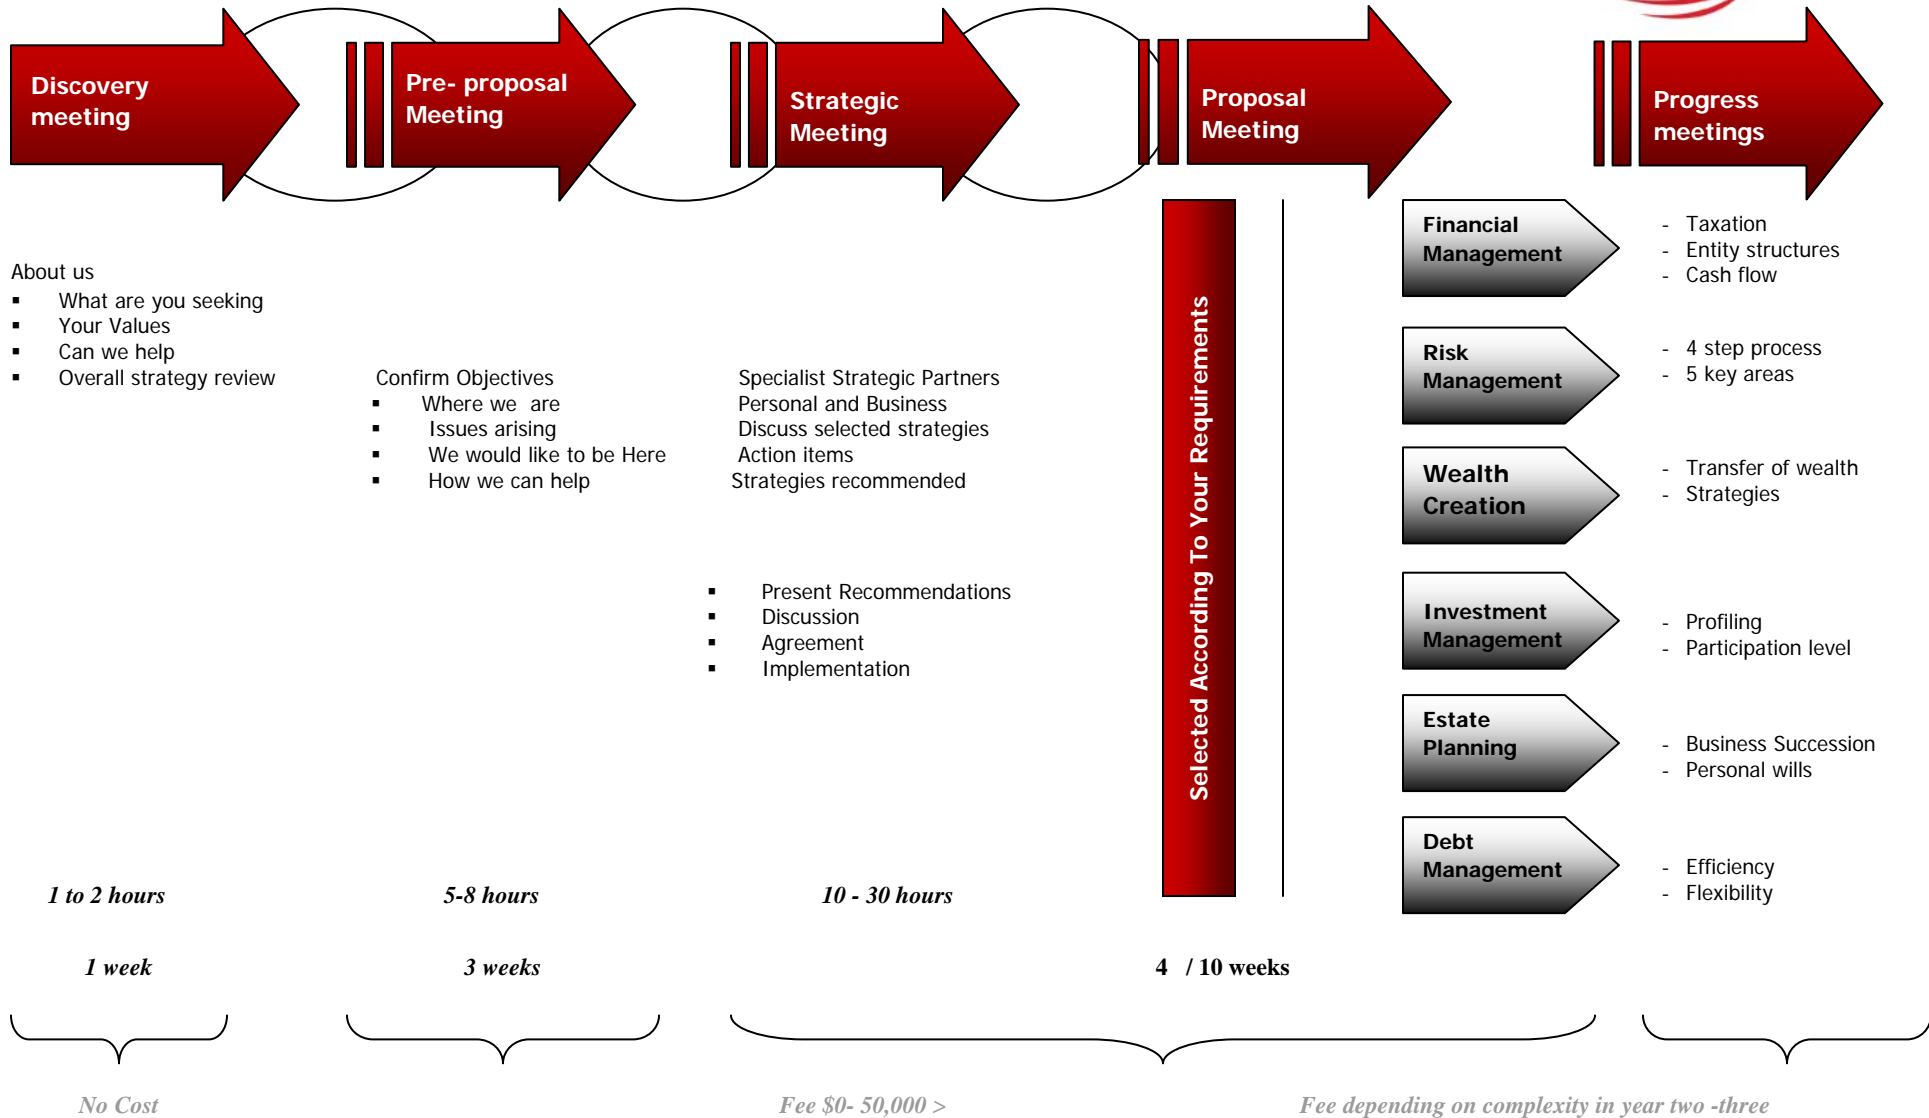 Discovery
meeting
Pre- proposal
Meeting
Strategic
Meeting
Proposal
Meeting
Progress
meetings
About us
▪ What are you seeking
▪ Your Values
▪ Can we help
▪ Overall strategy review
Confirm Objectives
▪ Where we are
▪ Issues arising
▪ We would like to be Here
▪ How we can help
Specialist Strategic Partners
Personal and Business
Discuss selected strategies
Action items
Strategies recommended
▪ Present Recommendations
▪ Discussion
▪ Agreement
▪ Implementation
Selected According To Your Requirements
Financial
Management
- Taxation
- Entity structures
- Cash flow
Risk
Management
- 4 step process
- 5 key areas
Wealth
Creation
- Transfer of wealth
- Strategies
Investment
Management
- Profiling
- Participation level
Estate
Planning
- Business Succession
- Personal wills
Debt
Management
- Efficiency
- Flexibility
1 to 2 hours
5-8 hours
10 - 30 hours
1 week
3 weeks
4 / 10 weeks
No Cost
Fee $0- 50,000 >
Fee depending on complexity in year two -three